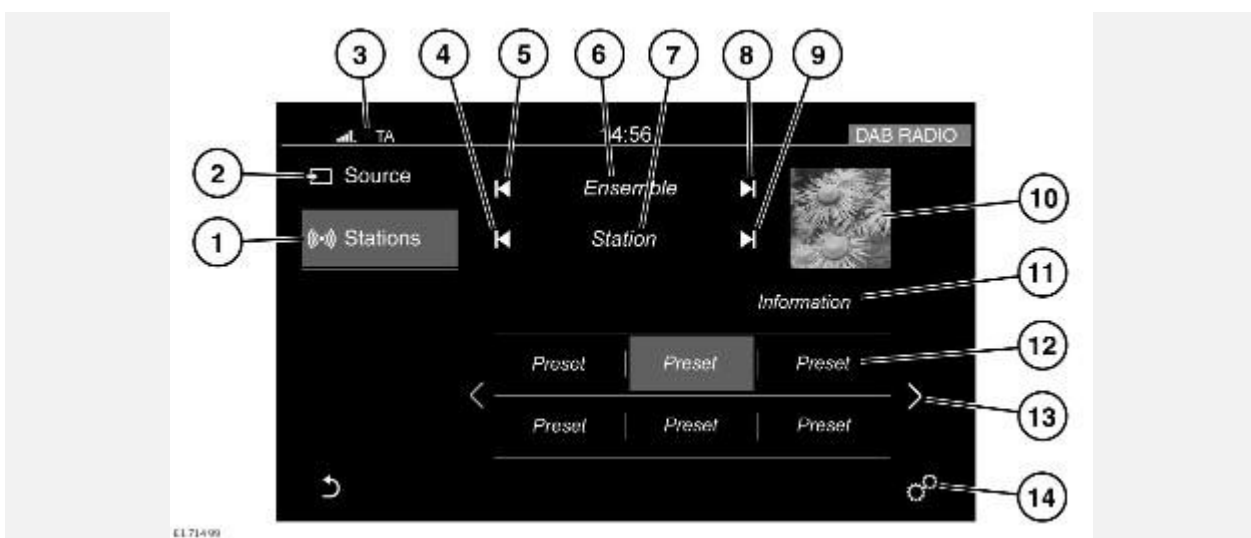 3 4 5 6 7 8 9
TA 14:56 DAB RADIO
2 Source Ensemble 10
1 Stations Station
11
Information
12
Preset Preset Preset
13
Preset Preset Preset
14
E171499